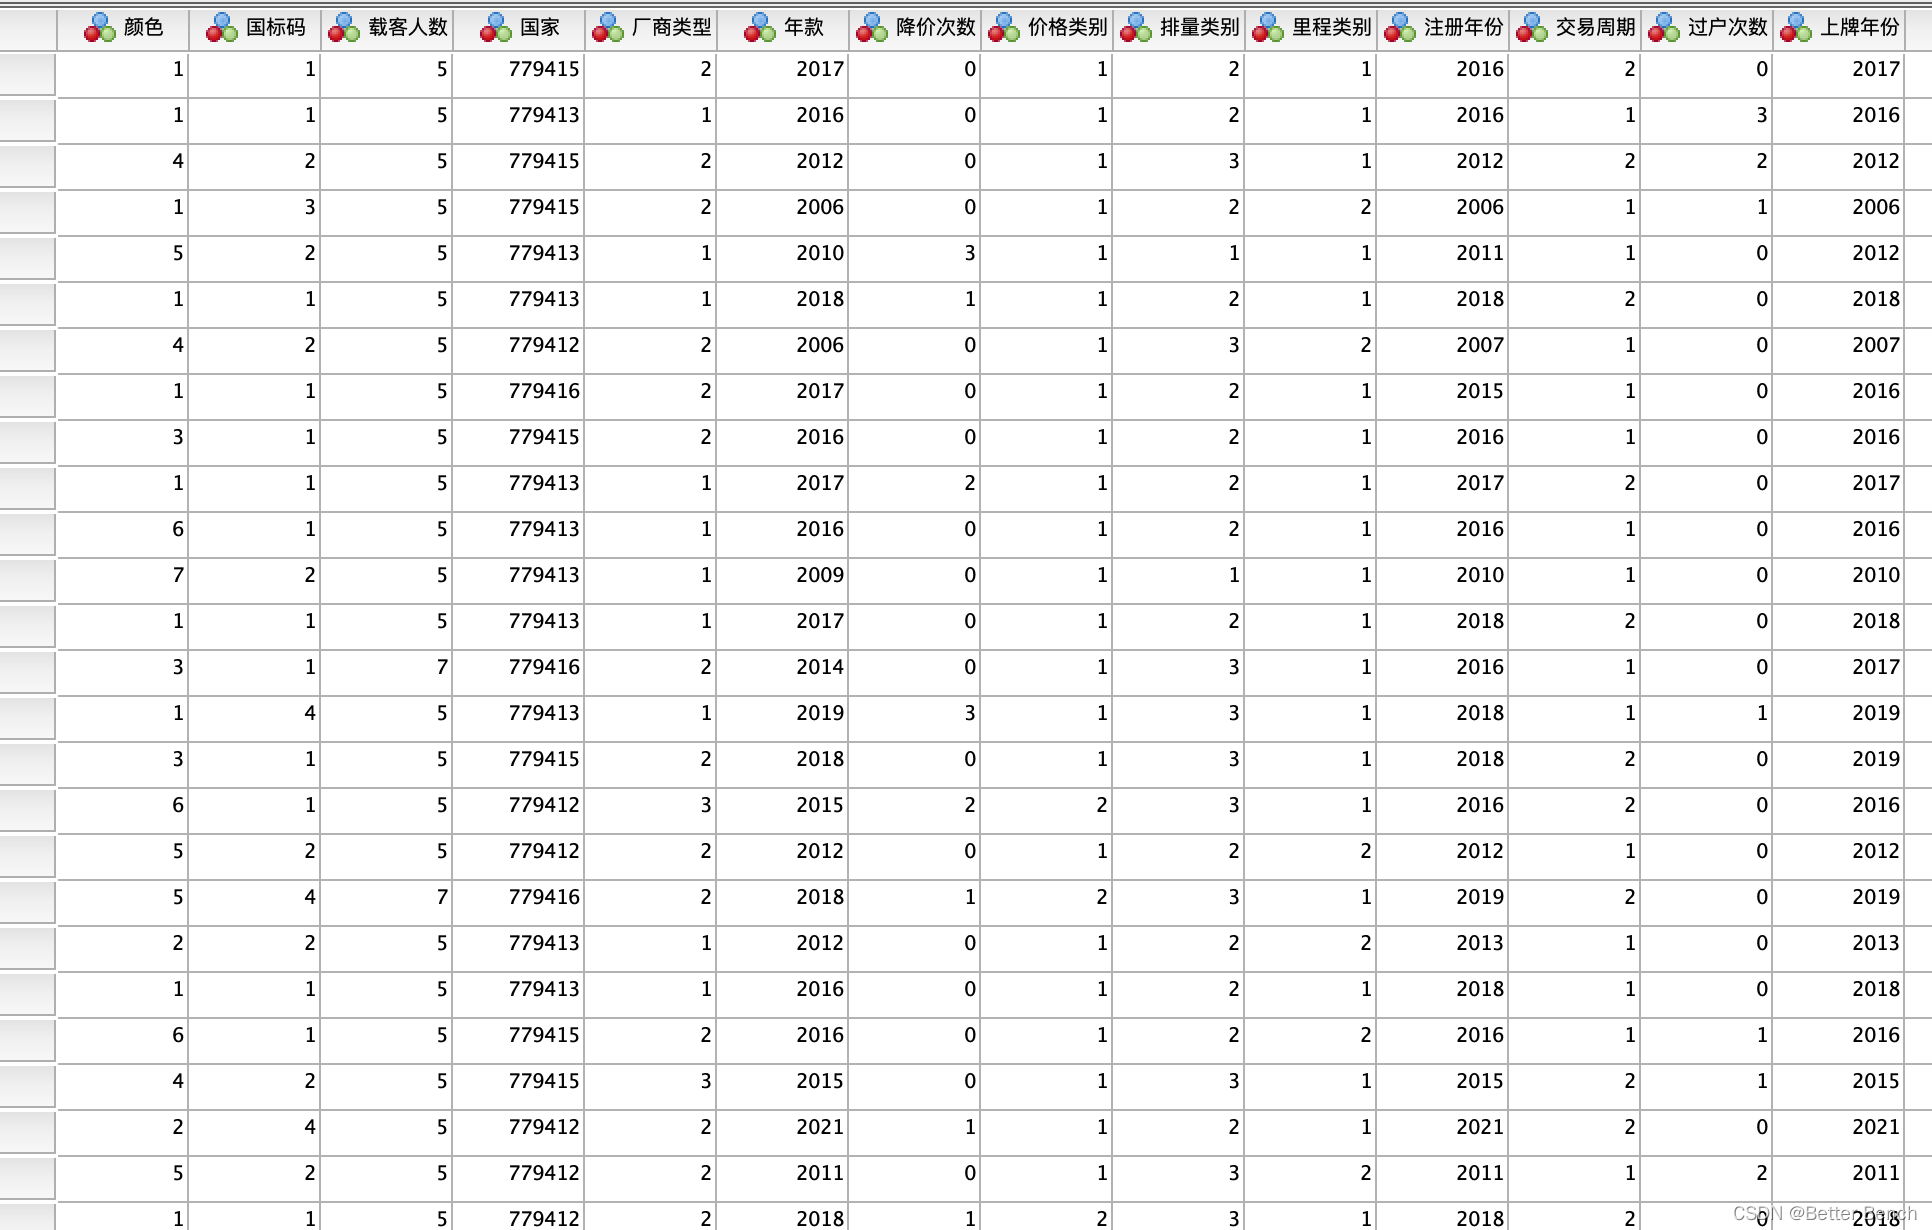 颜色 国标码 载客人数 国家 厂商类型 年款 降价次数 价格类别 排量类别 里程类别 注册年份 交易周期 过户次数 上牌年份
1 1 5 779415 2 2017 0 1 2 1 2016 2 0 2017
1 1 5 779413 1 2016 0 1 2 1 2016 1 3 2016
4 2 5 779415 2 2012 0 1 3 1 2012 2 2 2012
1 3 5 779415 2 2006 0 1 2 2 2006 1 1 2006
5 2 5 779413 1 2010 3 1 1 1 2011 1 0 2012
1 1 5 779413 1 2018 1 1 2 1 2018 2 0 2018
4 2 5 779412 2 2006 0 1 3 2 2007 1 0 2007
1 1 5 779416 2 2017 0 1 2 1 2015 1 0 2016
3 1 5 779415 2 2016 0 1 2 1 2016 1 0 2016
1 1 5 779413 1 2017 2 1 2 1 2017 2 0 2017
6 1 5 779413 1 2016 0 1 2 1 2016 1 0 2016
7 2 5 779413 1 2009 0 1 1 1 2010 1 0 2010
1 1 5 779413 1 2017 0 1 2 1 2018 2 0 2018
3 1 7 779416 2 2014 0 1 3 1 2016 1 0 2017
1 4 5 779413 1 2019 3 1 3 1 2018 1 1 2019
3 1 5 779415 2 2018 0 1 3 1 2018 2 0 2019
6 1 5 779412 3 2015 2 2 3 1 2016 2 0 2016
5 2 5 779412 2 2012 0 1 2 2 2012 1 0 2012
5 4 7 779416 2 2018 1 2 3 1 2019 2 0 2019
2 2 5 779413 1 2012 0 1 2 2 2013 1 0 2013
1 1 5 779413 1 2016 0 1 2 1 2018 1 0 2018
6 1 5 779415 2 2016 0 1 2 2 2016 1 1 2016
4 2 5 779415 3 2015 0 1 3 1 2015 2 1 2015
2 4 5 779412 2 2021 1 1 2 1 2021 2 0 2021
5 2 5 779412 2 2011 0 1 3 2 2011 1 2 2011
1 1 5 779412 2 2018 1 2 3 1 2018 2 0 2018
CSDN @Better Bench